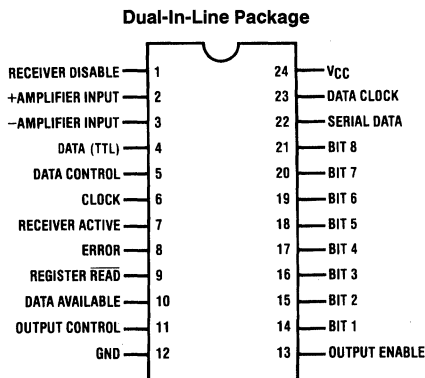 Dual-In-Line Package
RECEIVER DISABLE 1 24 VCC
+AMPLIFIER INPUT 2 23 DATA CLOCK
−AMPLIFIER INPUT 3 22 SERIAL DATA
DATA (TTL) 4 21 BIT 8
DATA CONTROL 5 20 BIT 7
CLOCK 6 19 BIT 6
RECEIVER ACTIVE 7 18 BIT 5
ERROR 8 17 BIT 4
REGISTER R̅E̅A̅D̅ 9 16 BIT 3
DATA AVAILABLE 10 15 BIT 2
OUTPUT CONTROL 11 14 BIT 1
GND 12 13 OUTPUT ENABLE